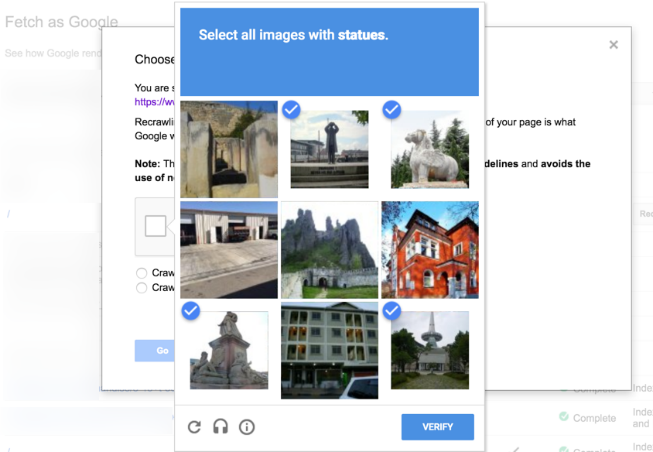 Fetch as Google
See how Google rend
Select all images with statues.
Choose
You are s
https://w
Recrawli
of your page is what
Google w
Note: Th
delines and avoids the
use of n
/
Rec
Craw
Craw
Go
VERIFY
Complete
Inde
Complete
Inde
and
/
Complete
Inde